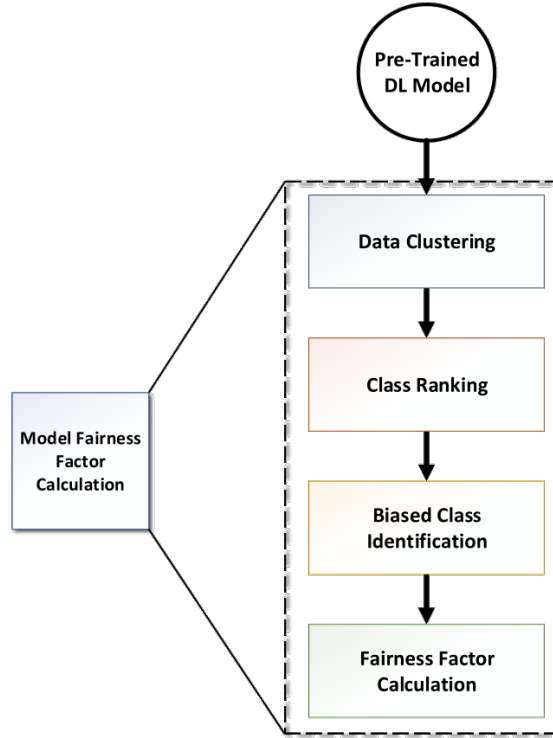 Pre-Trained
DL Model
Data Clustering
Class Ranking
Model Fairness
Factor
Calculation
Biased Class
Identification
Fairness Factor
Calculation